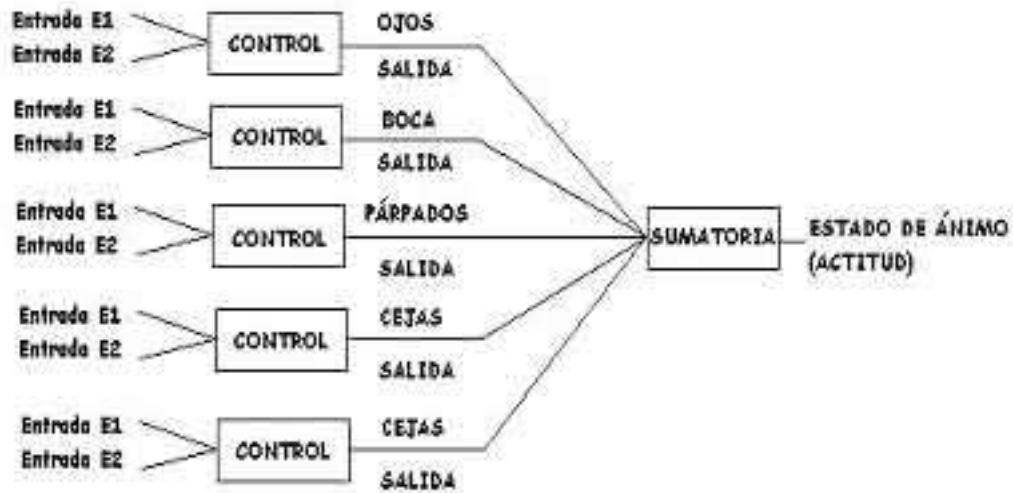 Entrada E1
Entrada E2
CONTROL
OJOS
SALIDA
Entrada E1
Entrada E2
CONTROL
BOCA
SALIDA
Entrada E1
Entrada E2
CONTROL
PÁRPADOS
SALIDA
SUMATORIA
ESTADO DE ÁNIMO
(ACTITUD)
Entrada E1
Entrada E2
CONTROL
CEJAS
SALIDA
Entrada E1
Entrada E2
CONTROL
CEJAS
SALIDA